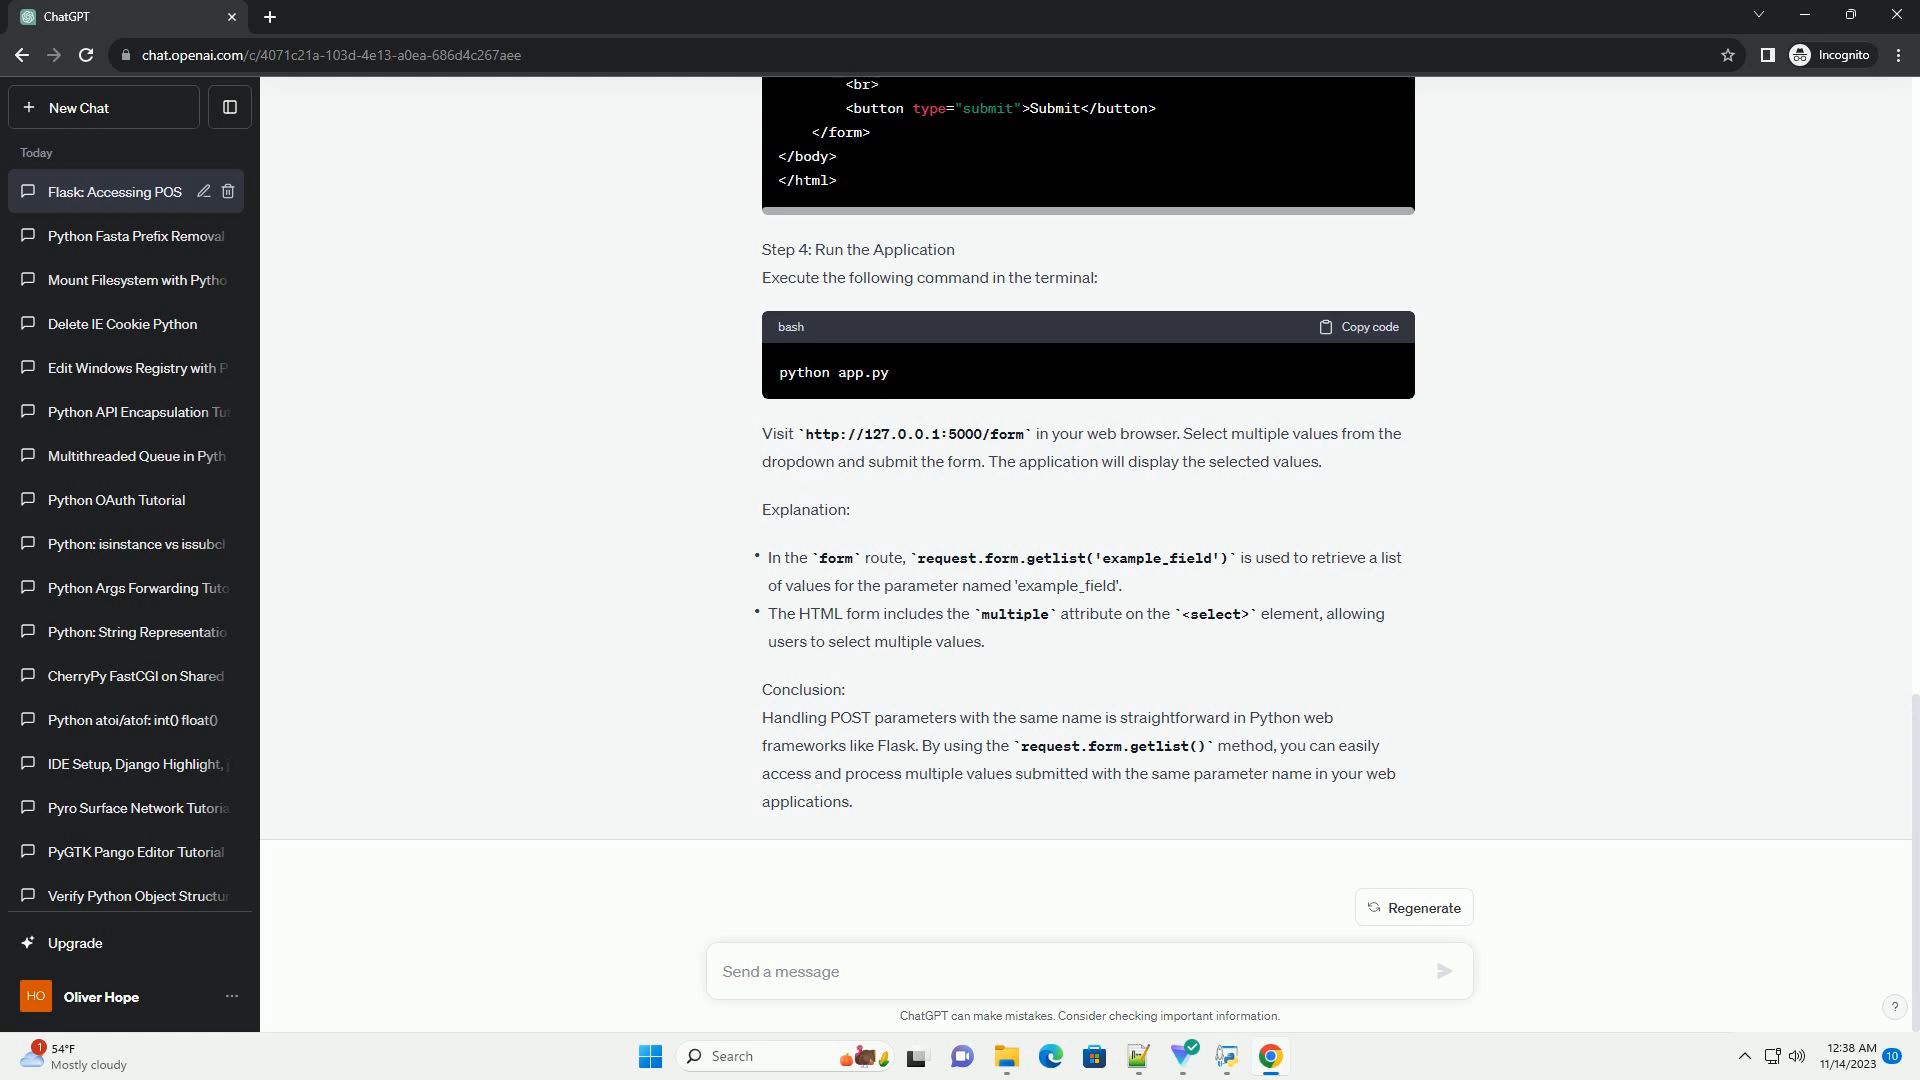 ChatGPT
chat.openai.com/c/4071c21a-103d-4e13-a0ea-686d4c267aee
Incognito
New Chat
Today
Flask: Accessing POS
Python Fasta Prefix Removal
Mount Filesystem with Pytho
Delete IE Cookie Python
Edit Windows Registry with P
Python API Encapsulation Tut
Multithreaded Queue in Pyth
Python OAuth Tutorial
Python: isinstance vs issubcl
Python Args Forwarding Tuto
Python: String Representatio
CherryPy FastCGI on Shared
Python atoi/atof: int() float()
IDE Setup, Django Highlight, j
Pyro Surface Network Tutoria
PyGTK Pango Editor Tutorial
Verify Python Object Structur
Upgrade
HO
Oliver Hope
<br>
<button type="submit">Submit</button>
</form>
</body>
</html>
Step 4: Run the Application
Execute the following command in the terminal:
bash
Copy code
python app.py
Visit `http://127.0.0.1:5000/form` in your web browser. Select multiple values from the
dropdown and submit the form. The application will display the selected values.
Explanation:
• In the `form` route, `request.form.getlist('example_field')` is used to retrieve a list
of values for the parameter named 'example_field'.
• The HTML form includes the `multiple` attribute on the `<select>` element, allowing
users to select multiple values.
Conclusion:
Handling POST parameters with the same name is straightforward in Python web
frameworks like Flask. By using the `request.form.getlist()` method, you can easily
access and process multiple values submitted with the same parameter name in your web
applications.
Regenerate
Send a message
ChatGPT can make mistakes. Consider checking important information.
?
1
54°F
Mostly cloudy
Search
12:38 AM
11/14/2023
10